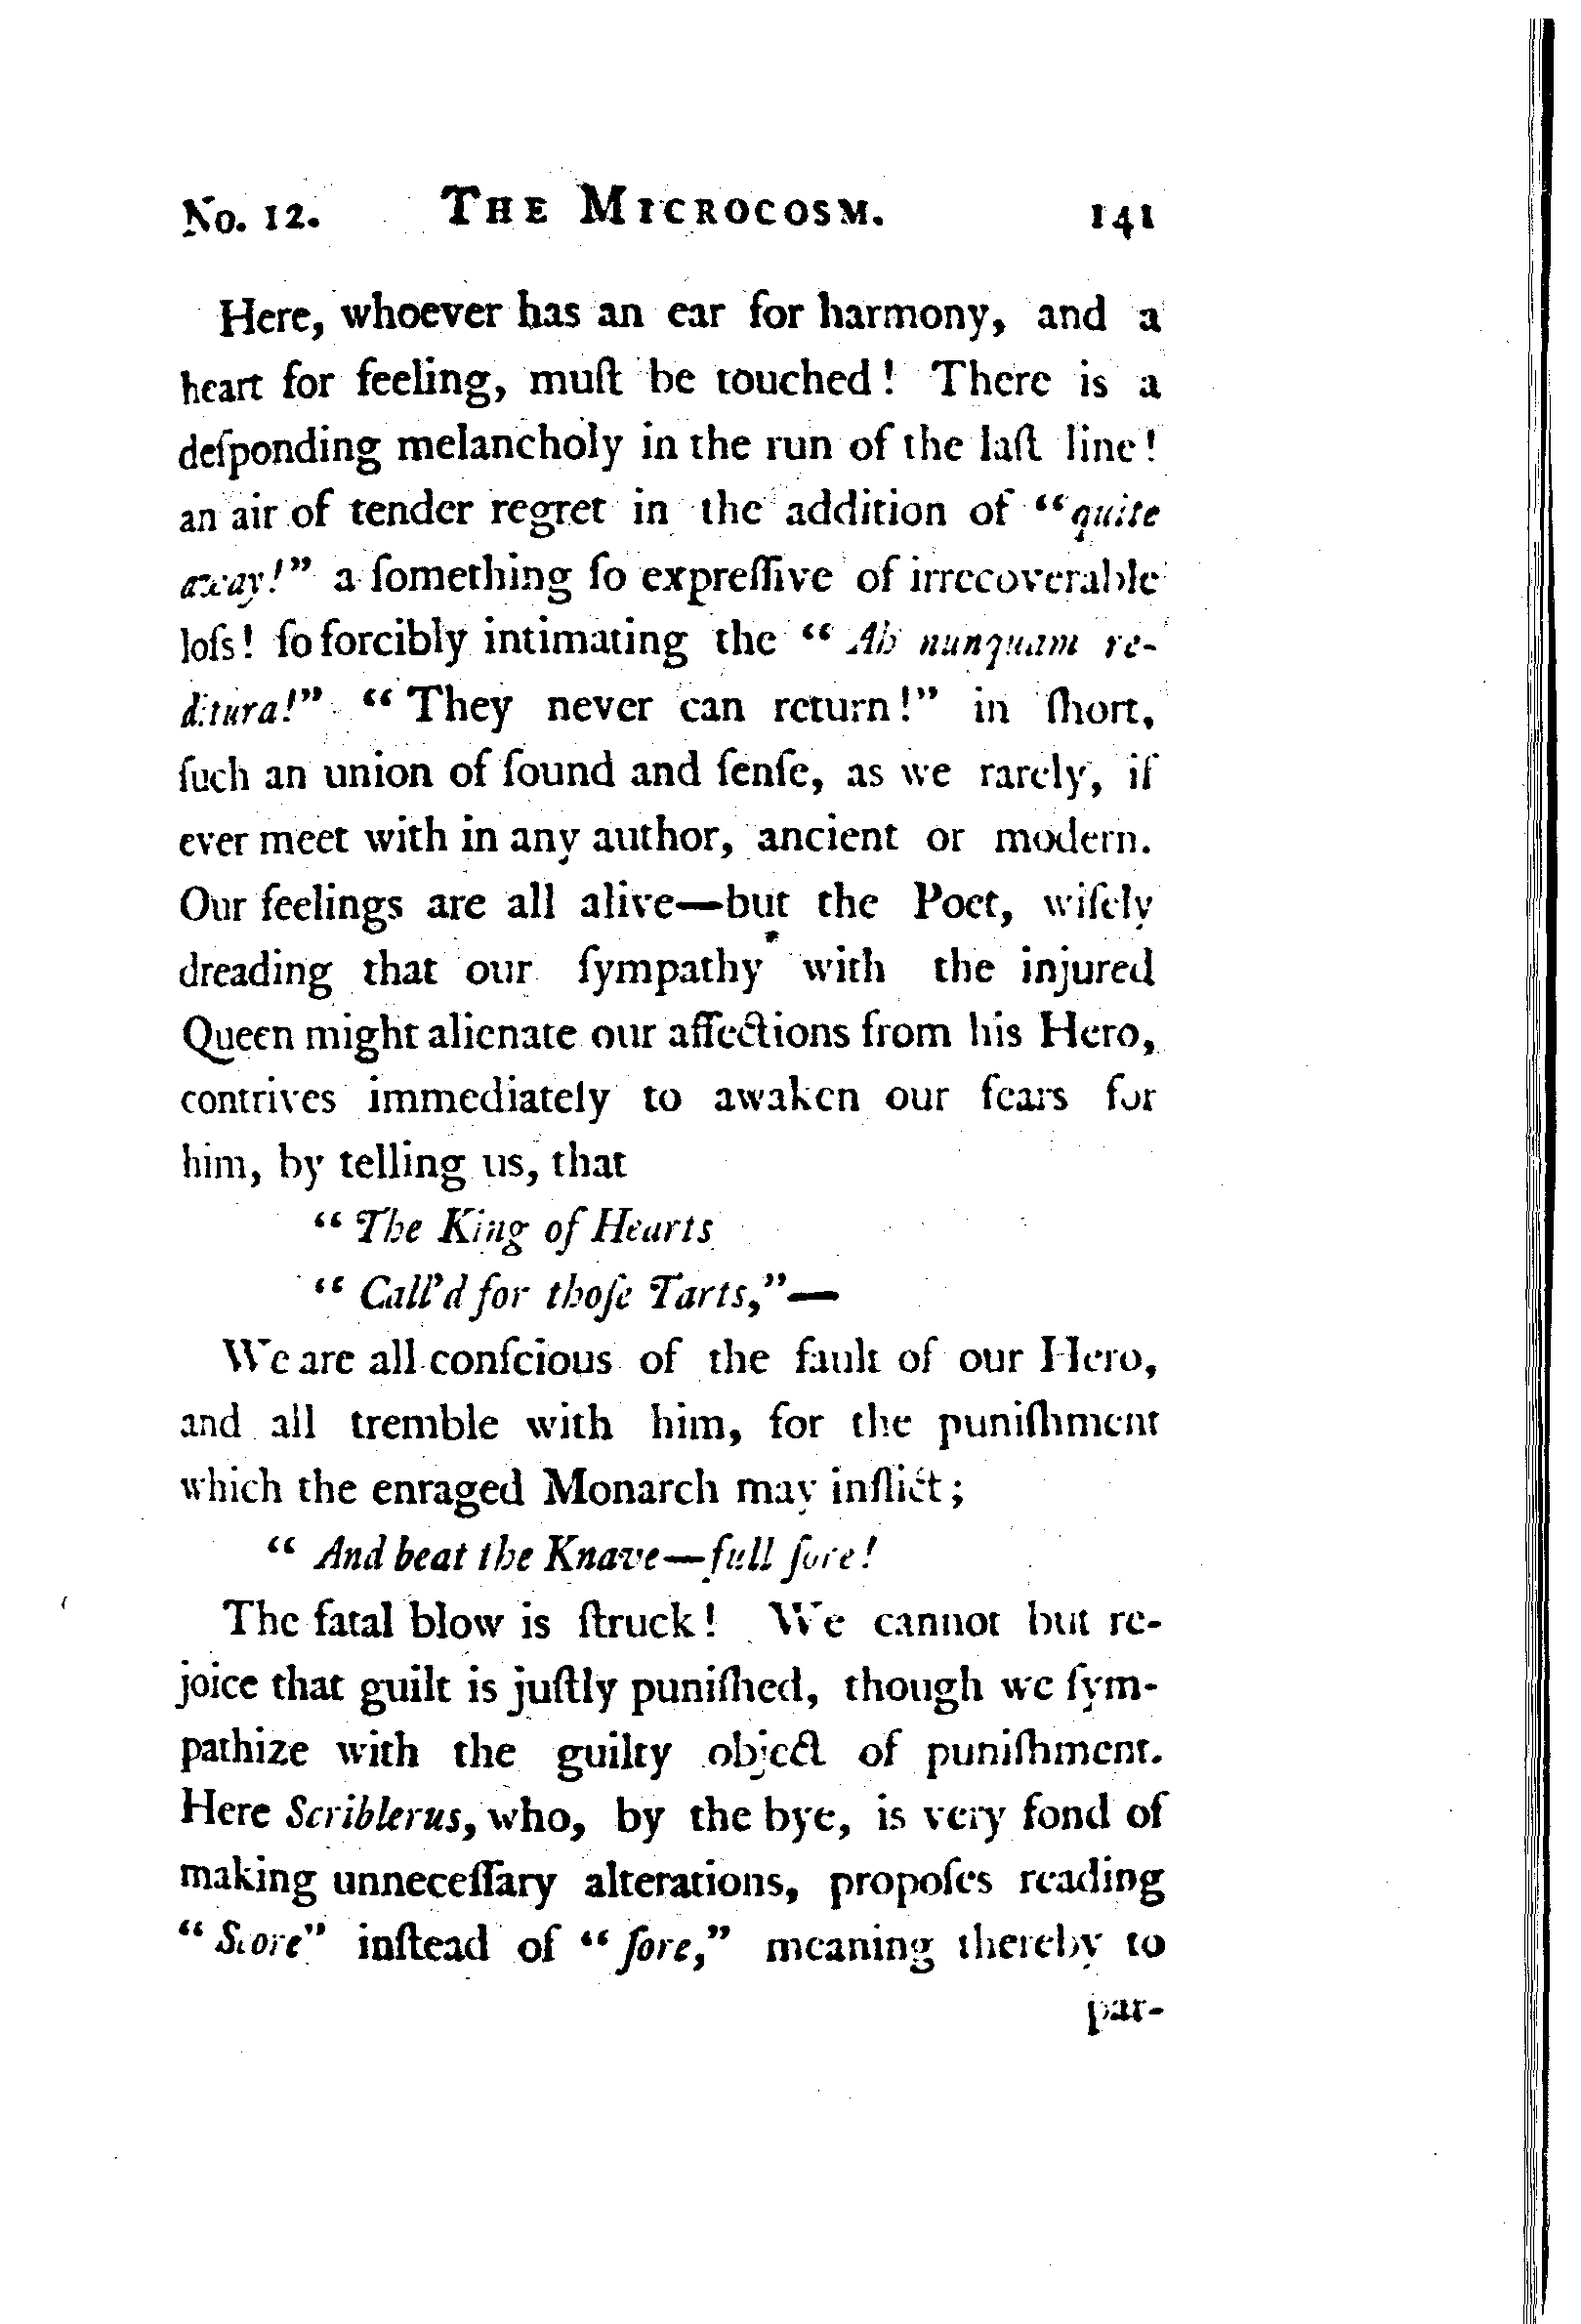 No. 12. THE MICROCOSM. 141
Here, whoever has an ear for harmony, and a
heart for feeling, muſt be touched! There is a
deſponding melancholy in the run of the laſt line!
an air of tender regret in the addition of “quite
away!” a ſomething ſo expreſſive of irrecoverable
loſs! ſo forcibly intimating the “Ah nunquam re-
ditura!” “They never can return!” in ſhort,
ſuch an union of ſound and ſenſe, as we rarely, if
ever meet with in any author, ancient or modern.
Our feelings are all alive—but the Poet, wiſely
dreading that our ſympathy with the injured
Queen might alienate our affections from his Hero,
contrives immediately to awaken our fears for
him, by telling us, that
“The King of Hearts
“Call’d for thoſe Tarts,”—
We are all conſcious of the fault of our Hero,
and all tremble with him, for the puniſhment
which the enraged Monarch may inflict;
“And beat the Knave—full ſore!
The fatal blow is ſtruck! We cannot but re-
joice that guilt is juſtly puniſhed, though we ſym-
pathize with the guilty object of puniſhment.
Here Scriblerus, who, by the bye, is very fond of
making unneceſſary alterations, propoſes reading
“Score” inſtead of “ſore,” meaning thereby to
par-